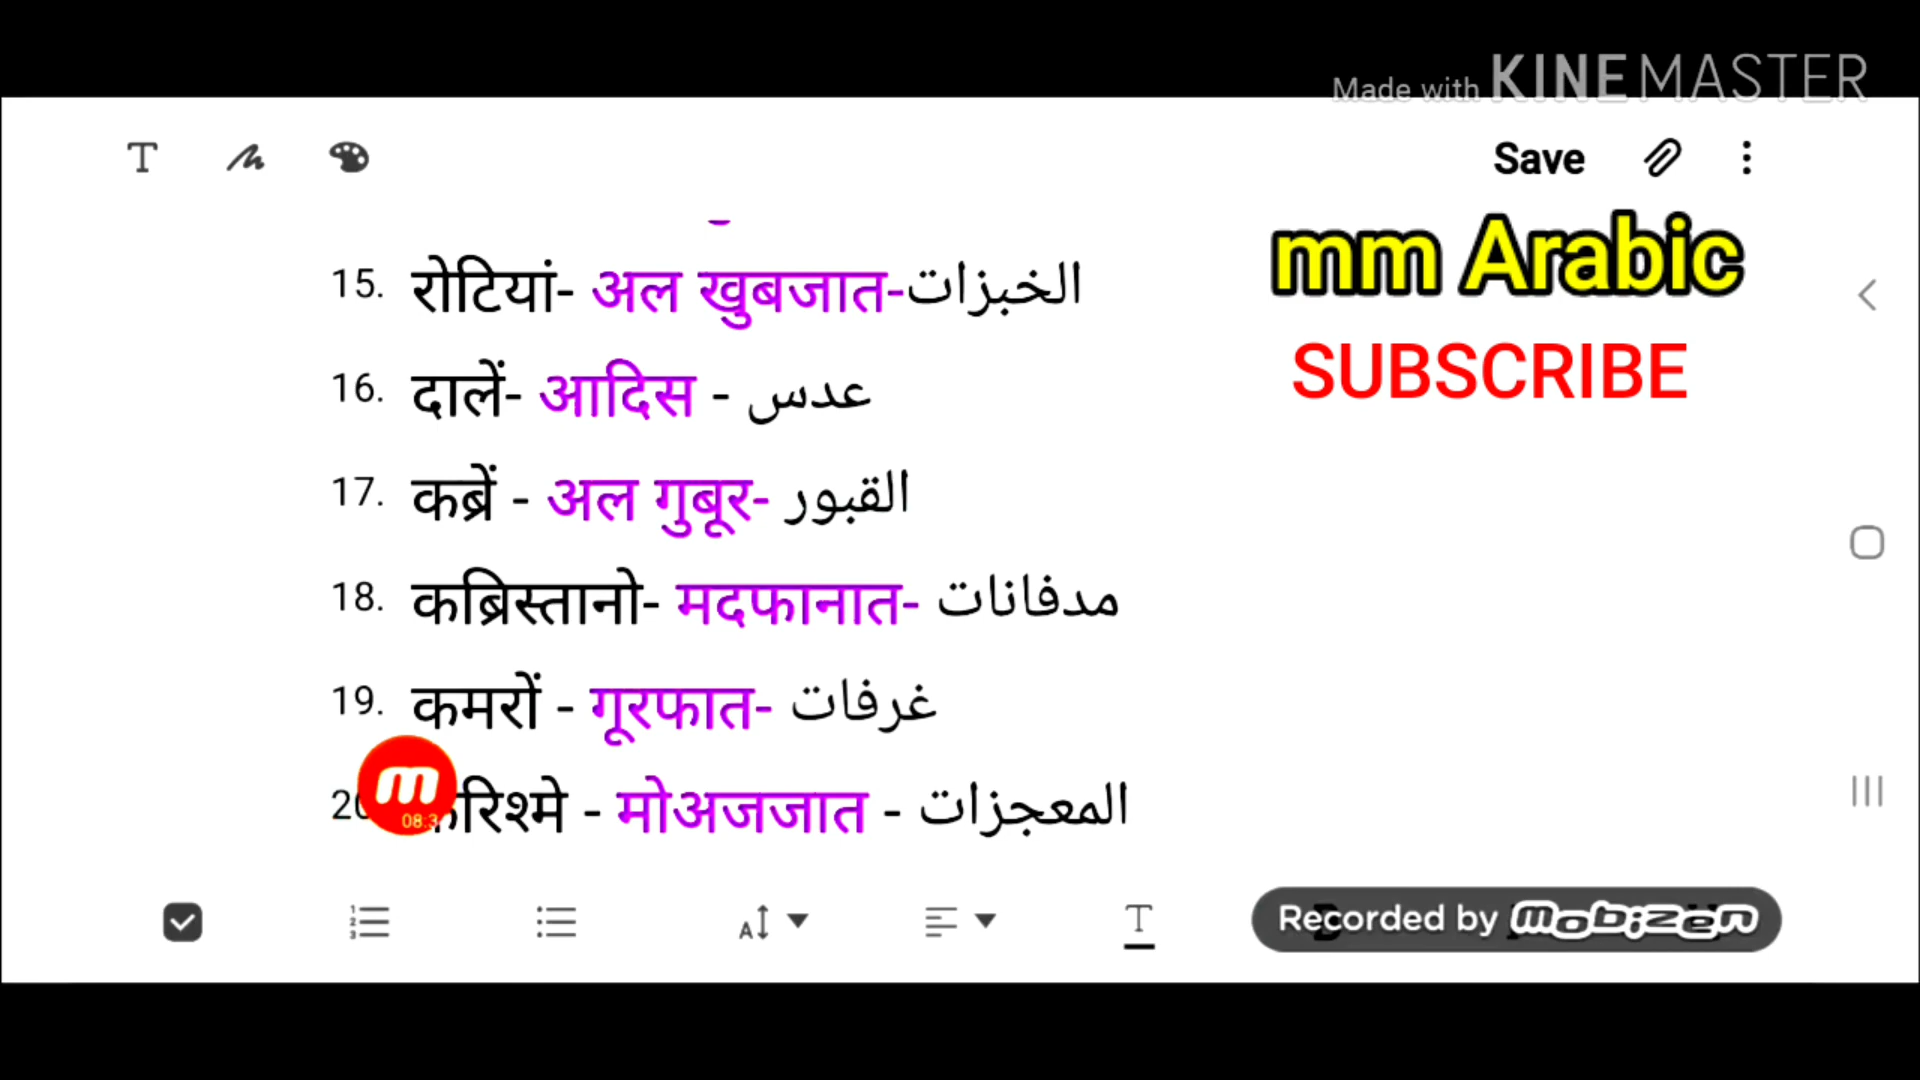 Made with KINEMASTER
T
Save
mm Arabic
SUBSCRIBE
15. रोटियां- अल खुबजात-الخبزات
16. दालें- आदिस - عدس
17. कब्रें - अल गुबूर- القبور
18. कब्रिस्तानो- मदफानात- مدفانات
19. कमरों - गूरफात- غرفات
मोअजजात - المعجزات
Recorded by mobizen